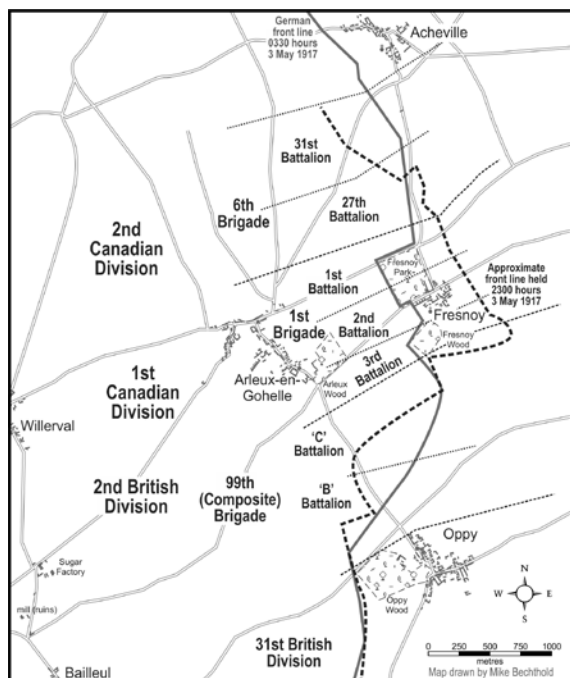 German
front line
0330 hours
3 May 1917
Acheville
31st
Battalion
6th
Brigade
27th
Battalion
2nd
Canadian
Division
Fresnoy
Park
1st
Battalion
Approximate
front line held
2300 hours
3 May 1917
1st
Brigade
2nd
Battalion
Fresnoy
Fresnoy
Wood
3rd
Battalion
1st
Canadian
Division
Arleux-en-
Gohelle
Arleux
Wood
Willerval
'C'
Battalion
2nd British
Division
99th
(Composite)
Brigade
'B'
Battalion
Oppy
Sugar
Factory
Oppy
Wood
mill (ruins)
31st British
Division
Bailleul
N
W E
S
0 250 500 750 1000
metres
Map drawn by Mike Bechthold